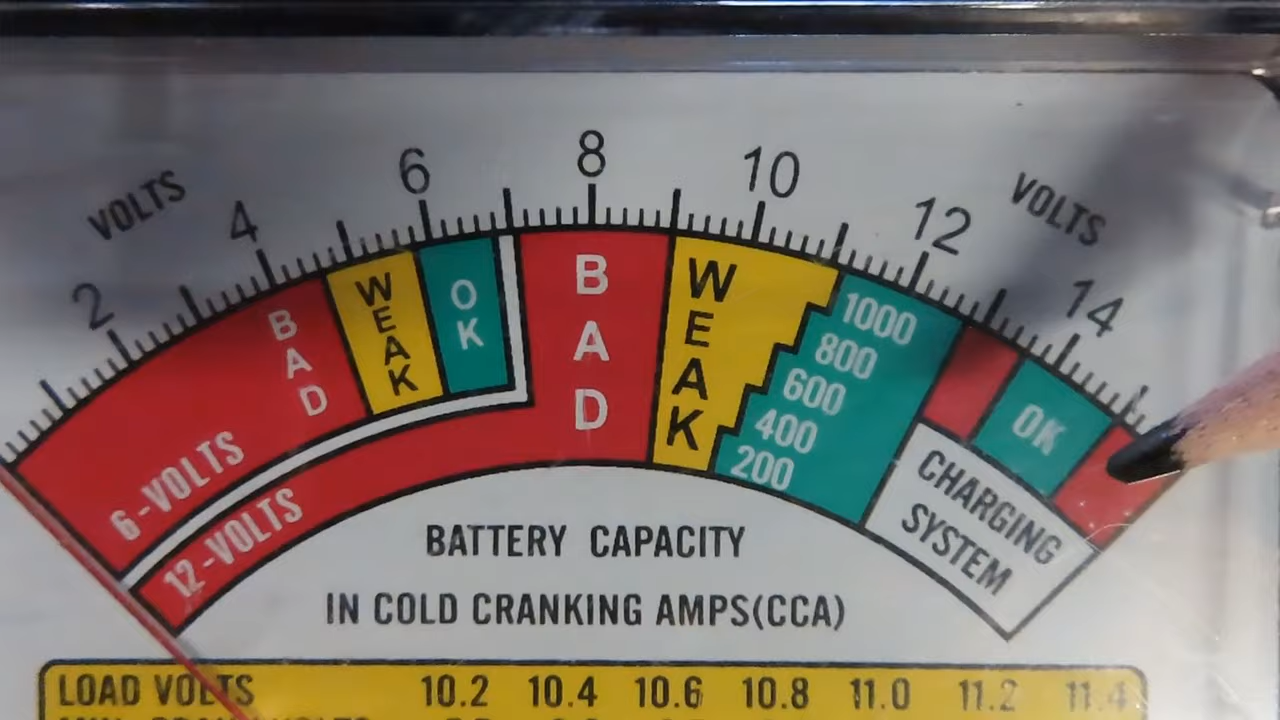 VOLTS 2 4 6 8 10 12 14 VOLTS
BAD
WEAK
OK
BAD
WEAK
1000
800
600
400
200
OK
6-VOLTS
12-VOLTS
CHARGING
SYSTEM
BATTERY CAPACITY
IN COLD CRANKING AMPS(CCA)
LOAD VOLTS 10.2 10.4 10.6 10.8 11.0 11.2 11.4